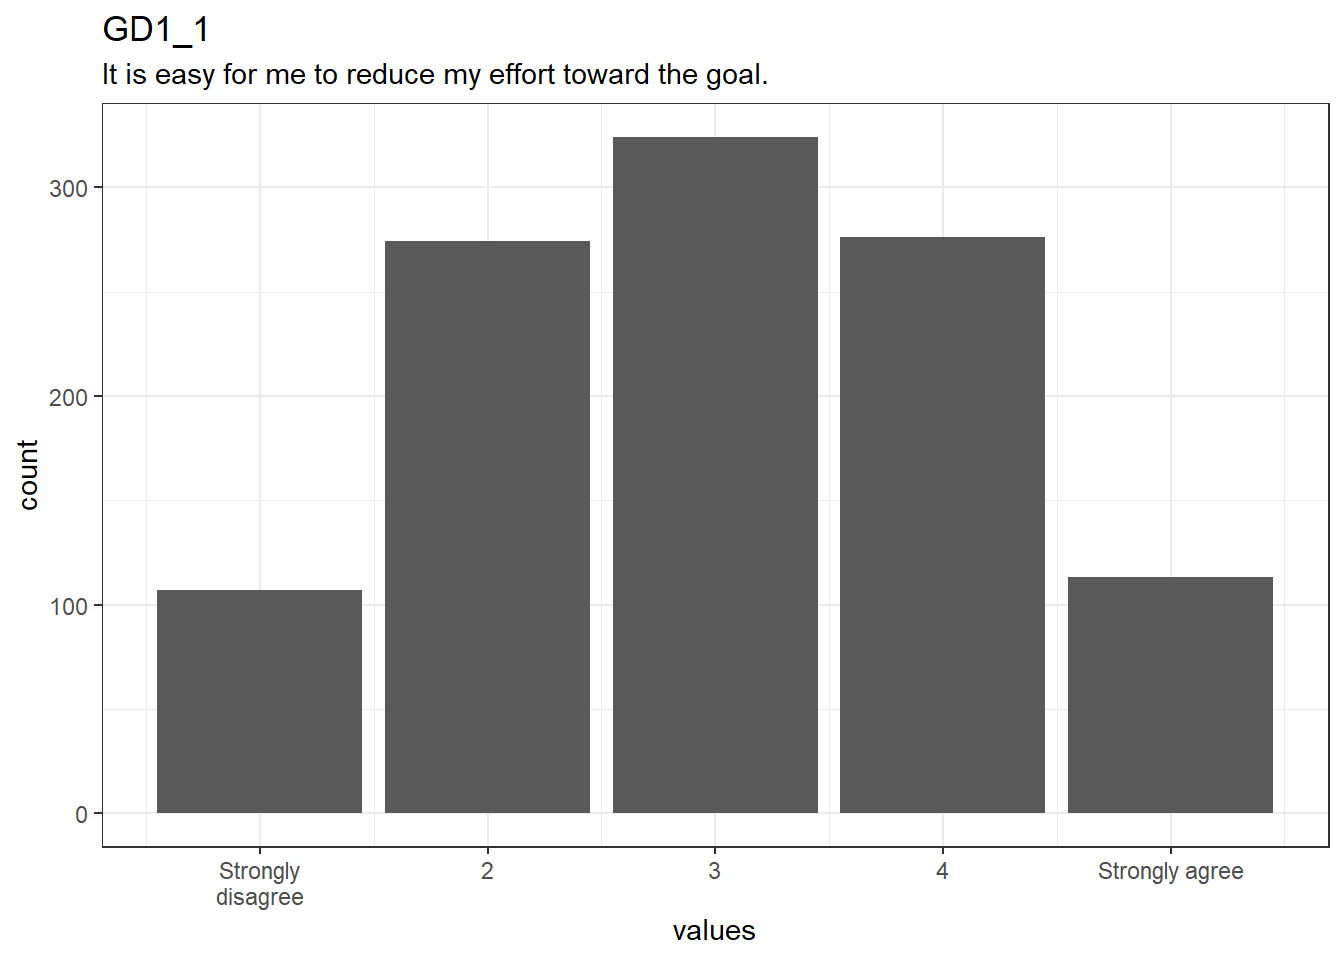 GD1_1
It is easy for me to reduce my effort toward the goal.
300
200
100
0
count
Strongly
disagree
2
3
4
Strongly agree
values